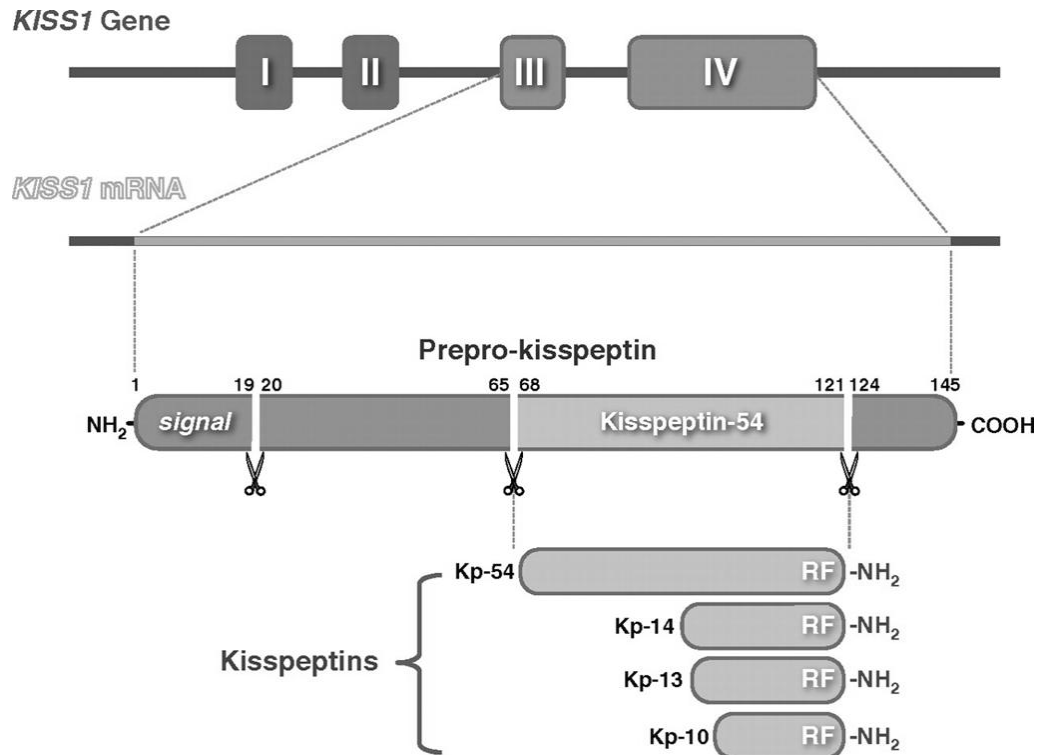 KISS1 Gene
I II III IV
KISS1 mRNA
Prepro-kisspeptin
1 19 20 65 68 121 124 145
NH2 signal Kisspeptin-54 COOH
Kp-54 RF -NH2
Kp-14 RF -NH2
Kisspeptins
Kp-13 RF -NH2
Kp-10 RF -NH2